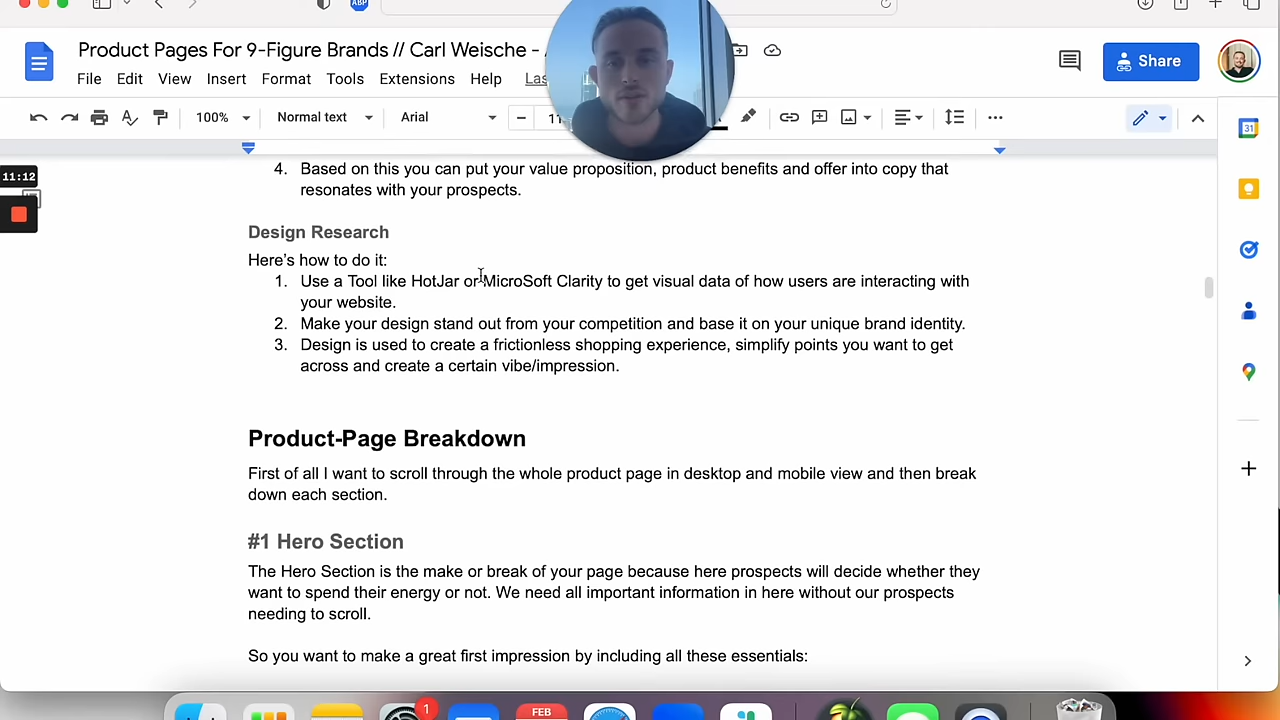 Product Pages For 9-Figure Brands // Carl Weische -
File Edit View Insert Format Tools Extensions Help
Share
100% Normal text Arial 11
11:12
4. Based on this you can put your value proposition, product benefits and offer into copy that
resonates with your prospects.
Design Research
Here's how to do it:
1. Use a Tool like HotJar or MicroSoft Clarity to get visual data of how users are interacting with
your website.
2. Make your design stand out from your competition and base it on your unique brand identity.
3. Design is used to create a frictionless shopping experience, simplify points you want to get
across and create a certain vibe/impression.
Product-Page Breakdown
First of all I want to scroll through the whole product page in desktop and mobile view and then break
down each section.
#1 Hero Section
The Hero Section is the make or break of your page because here prospects will decide whether they
want to spend their energy or not. We need all important information in here without our prospects
needing to scroll.
So you want to make a great first impression by including all these essentials:
1
FEB
ABP
31